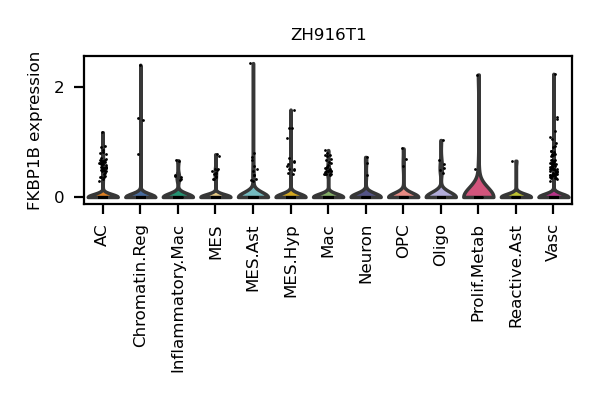 ZH916T1
FKBP1B expression
2
0
AC
Chromatin.Reg
Inflammatory.Mac
MES
MES.Ast
MES.Hyp
Mac
Neuron
OPC
Oligo
Prolif.Metab
Reactive.Ast
Vasc